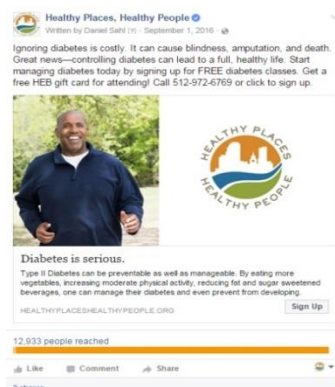 Healthy Places, Healthy People
Written by Daniel Sahl [?] · September 1, 2016 ·
Ignoring diabetes is costly. It can cause blindness, amputation, and death.
Great news—controlling diabetes can lead to a full, healthy life. Start
managing diabetes today by signing up for FREE diabetes classes. Get a
free HEB gift card for attending! Call 512-972-6769 or click to sign up.
HEALTHY PLACES
HEALTHY PEOPLE
Diabetes is serious.
Type II Diabetes can be preventable as well as manageable. By eating more
vegetables, increasing moderate physical activity, reducing fat and sugar sweetened
beverages, one can manage their diabetes and even prevent from developing.
HEALTHYPLACESHEALTHYPEOPLE.ORG
Sign Up
12,933 people reached
Like Comment Share